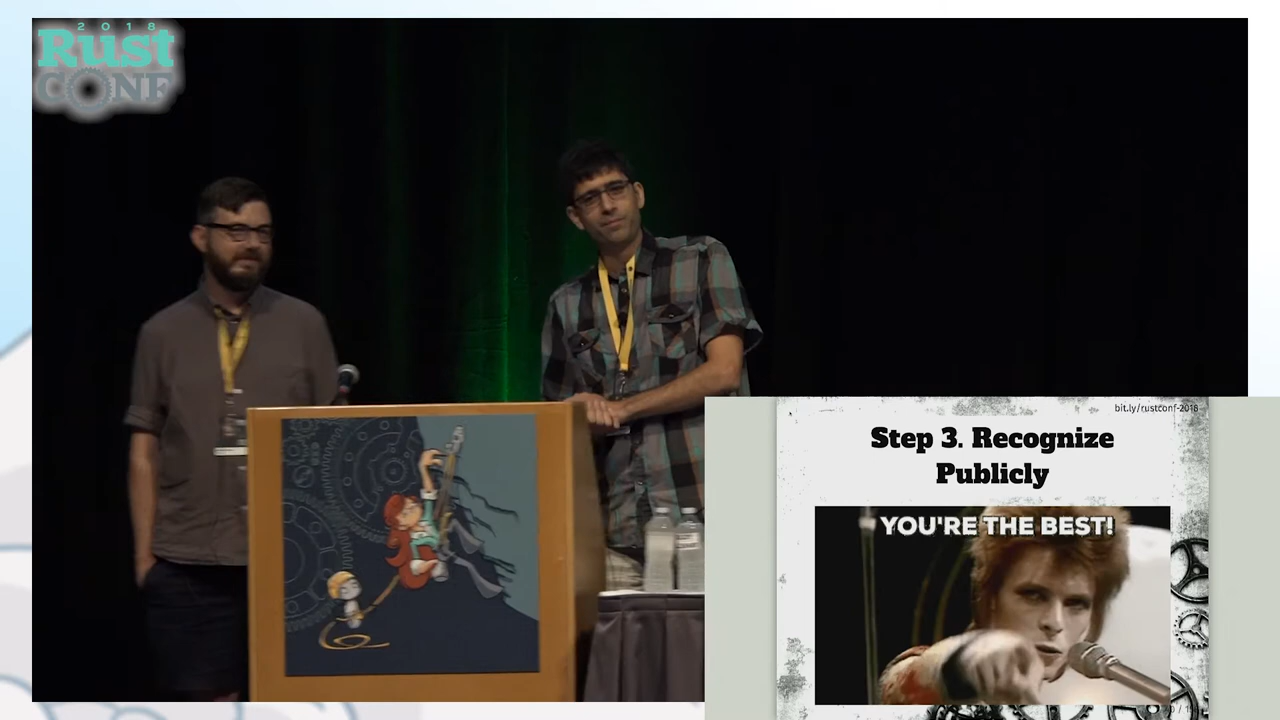 2018
Rust
CONF
bit.ly/rustconf-2018
Step 3. Recognize
Publicly
YOU'RE THE BEST!